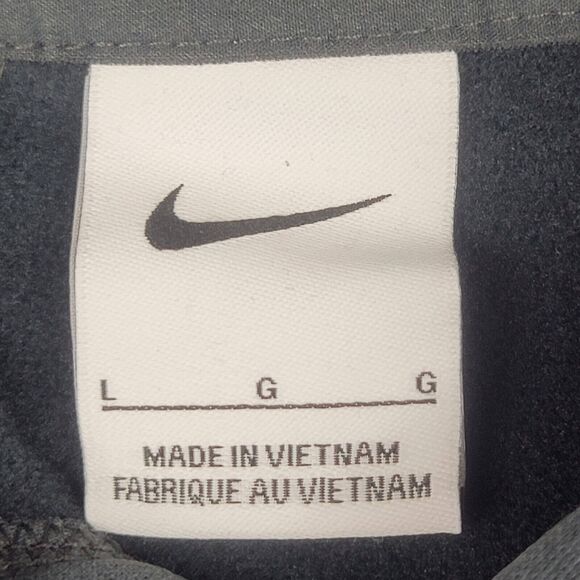 L G G
MADE IN VIETNAM
FABRIQUE AU VIETNAM